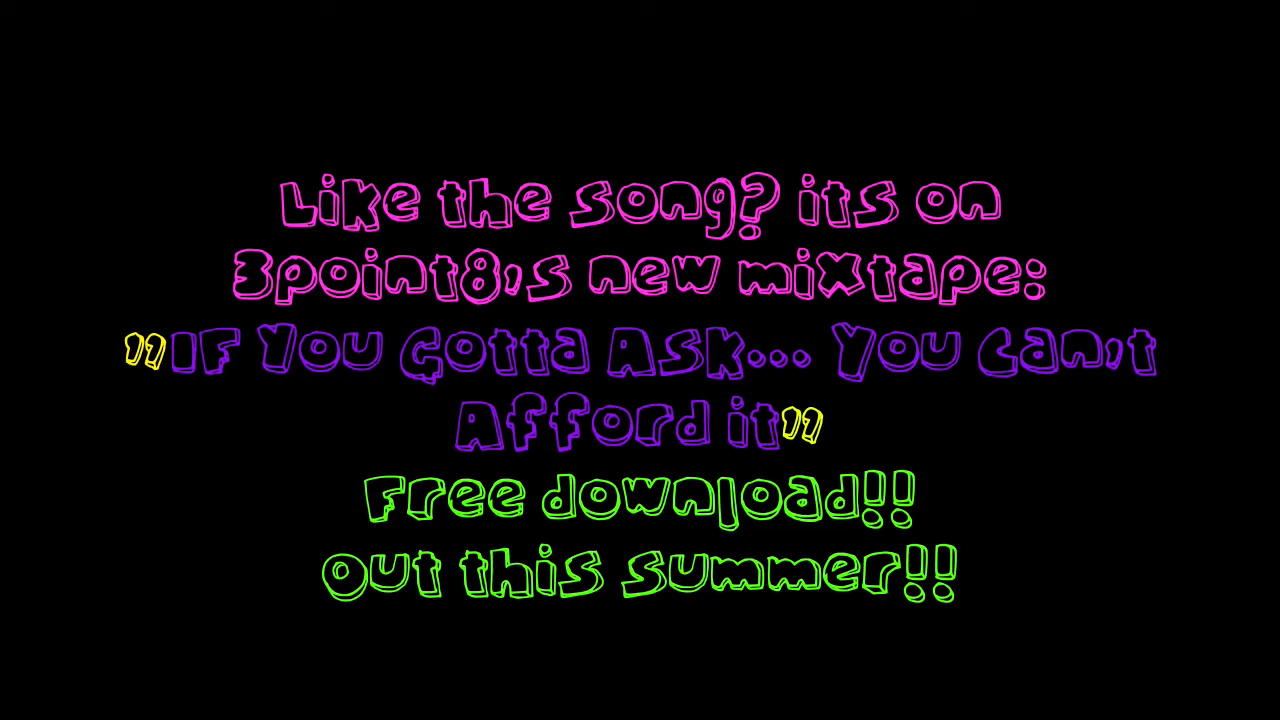 Like the song? its on
3point8's new mixtape:
"If You Gotta Ask... You Can't
Afford it"
Free download!!
Out this summer!!